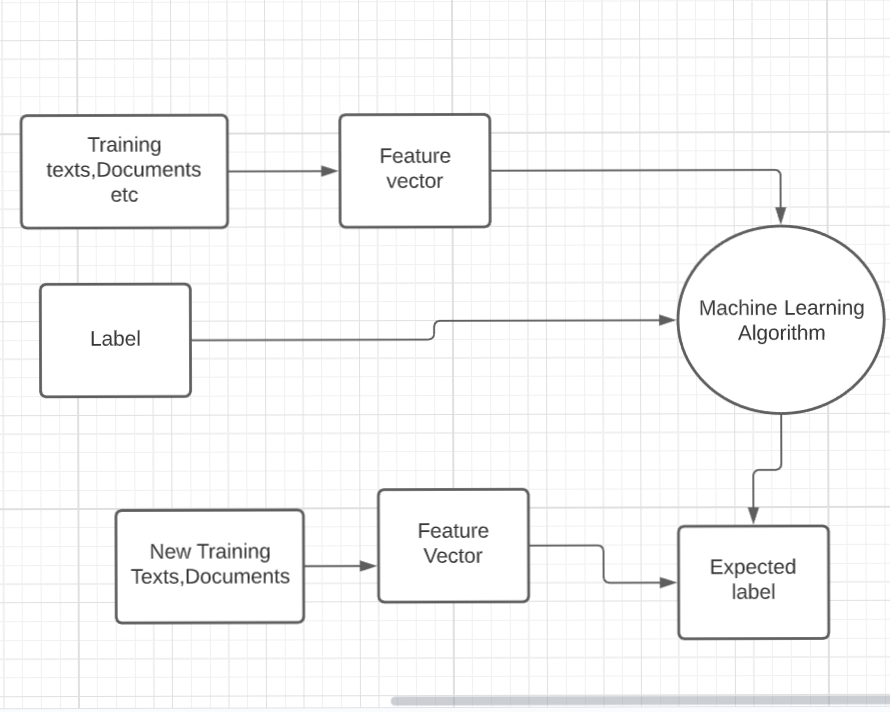 Training
texts,Documents
etc
Feature
vector
Label
Machine Learning
Algorithm
New Training
Texts,Documents
Feature
Vector
Expected
label